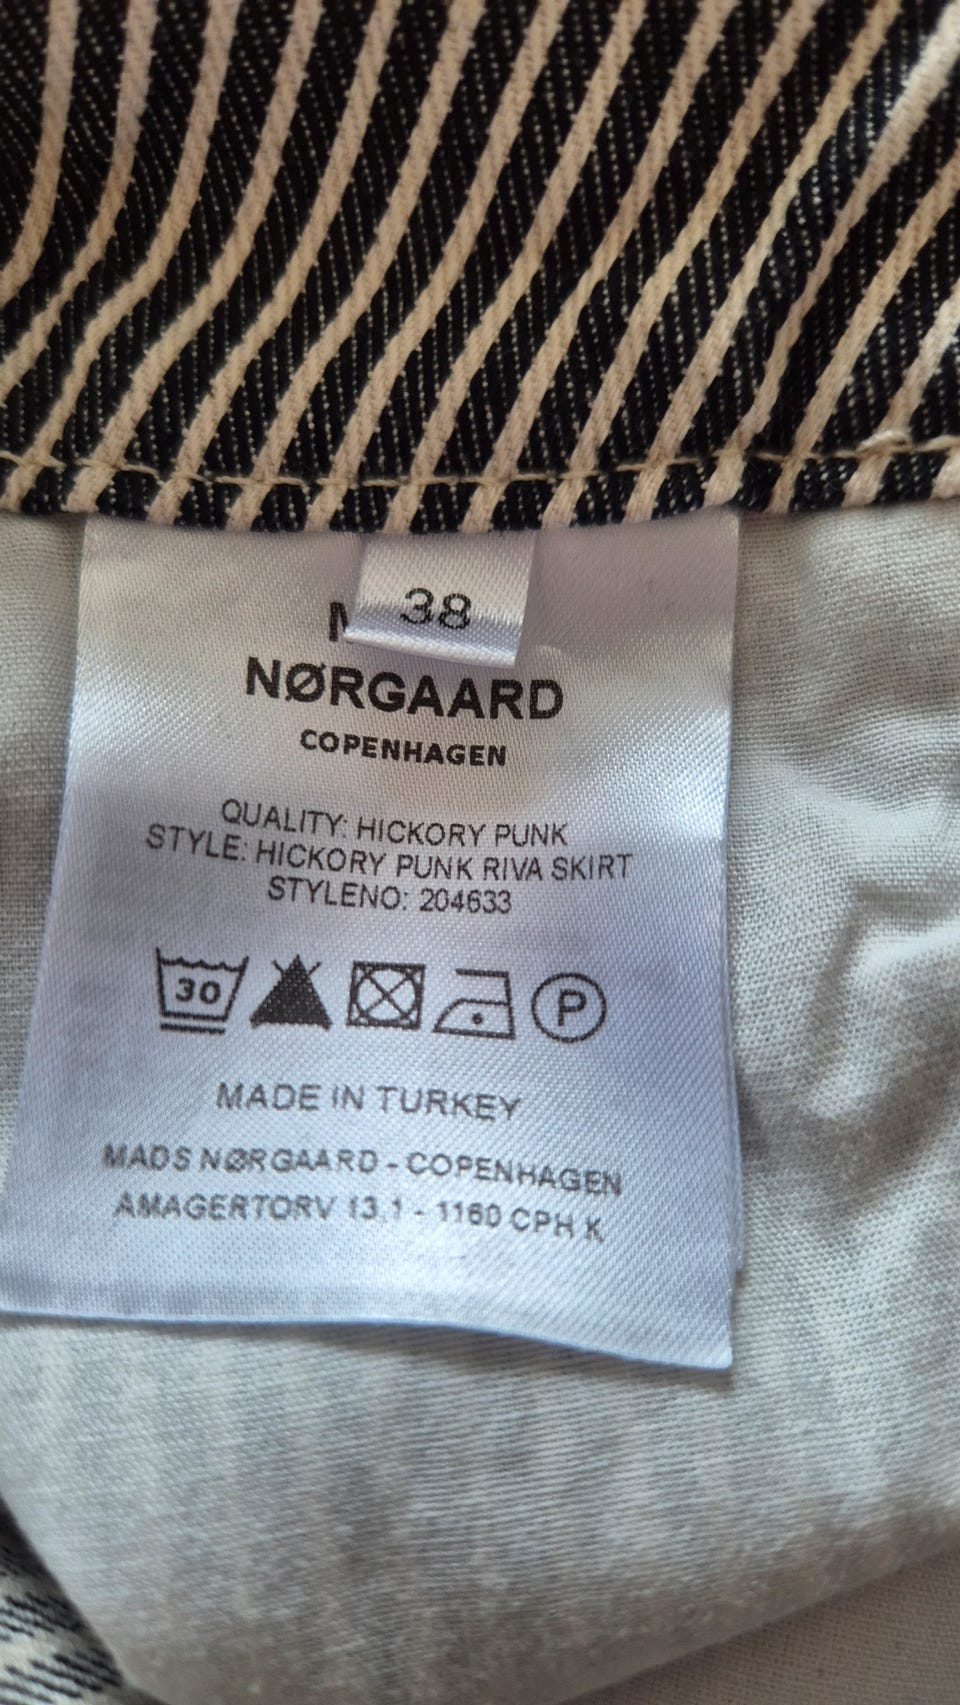 38
NØRGAARD
COPENHAGEN
QUALITY: HICKORY PUNK
STYLE: HICKORY PUNK RIVA SKIRT
STYLENO: 204633
30
P
MADE IN TURKEY
MADS NØRGAARD - COPENHAGEN
AMAGERTORV 13,1 - 1160 CPH K